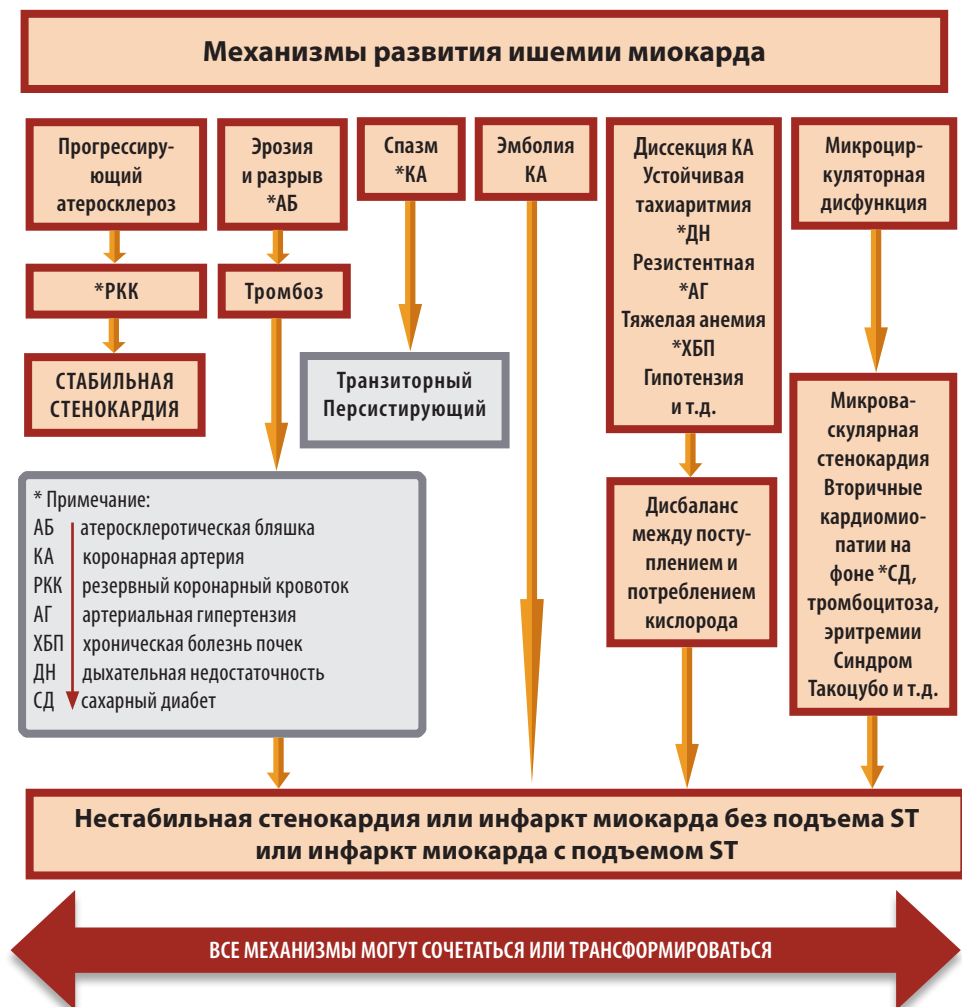 Механизмы развития ишемии миокарда
Прогрессиру-
ющий
атеросклероз
*РКК
СТАБИЛЬНАЯ
СТЕНОКАРДИЯ
Эрозия
и разрыв
*АБ
Тромбоз
Спазм
*КА
Транзиторный
Персистирующий
Эмболия
КА
Диссекция КА
Устойчивая
тахиаритмия
*ДН
Резистентная
*АГ
Тяжелая анемия
*ХБП
Гипотензия
и т.д.
Дисбаланс
между посту-
плением и
потреблением
кислорода
Микроцир-
куляторная
дисфункция
Микрова-
скулярная
стенокардия
Вторичные
кардиомио-
патии на
фоне *СД,
тромбоцитоза,
эритремии
Синдром
Такоцубо и т.д.
* Примечание:
АБ атеросклеротическая бляшка
КА коронарная артерия
РКК резервный коронарный кровоток
АГ артериальная гипертензия
ХБП хроническая болезнь почек
ДН дыхательная недостаточность
СД сахарный диабет
Нестабильная стенокардия или инфаркт миокарда без подъема ST
или инфаркт миокарда с подъемом ST
ВСЕ МЕХАНИЗМЫ МОГУТ СОЧЕТАТЬСЯ ИЛИ ТРАНСФОРМИРОВАТЬСЯ